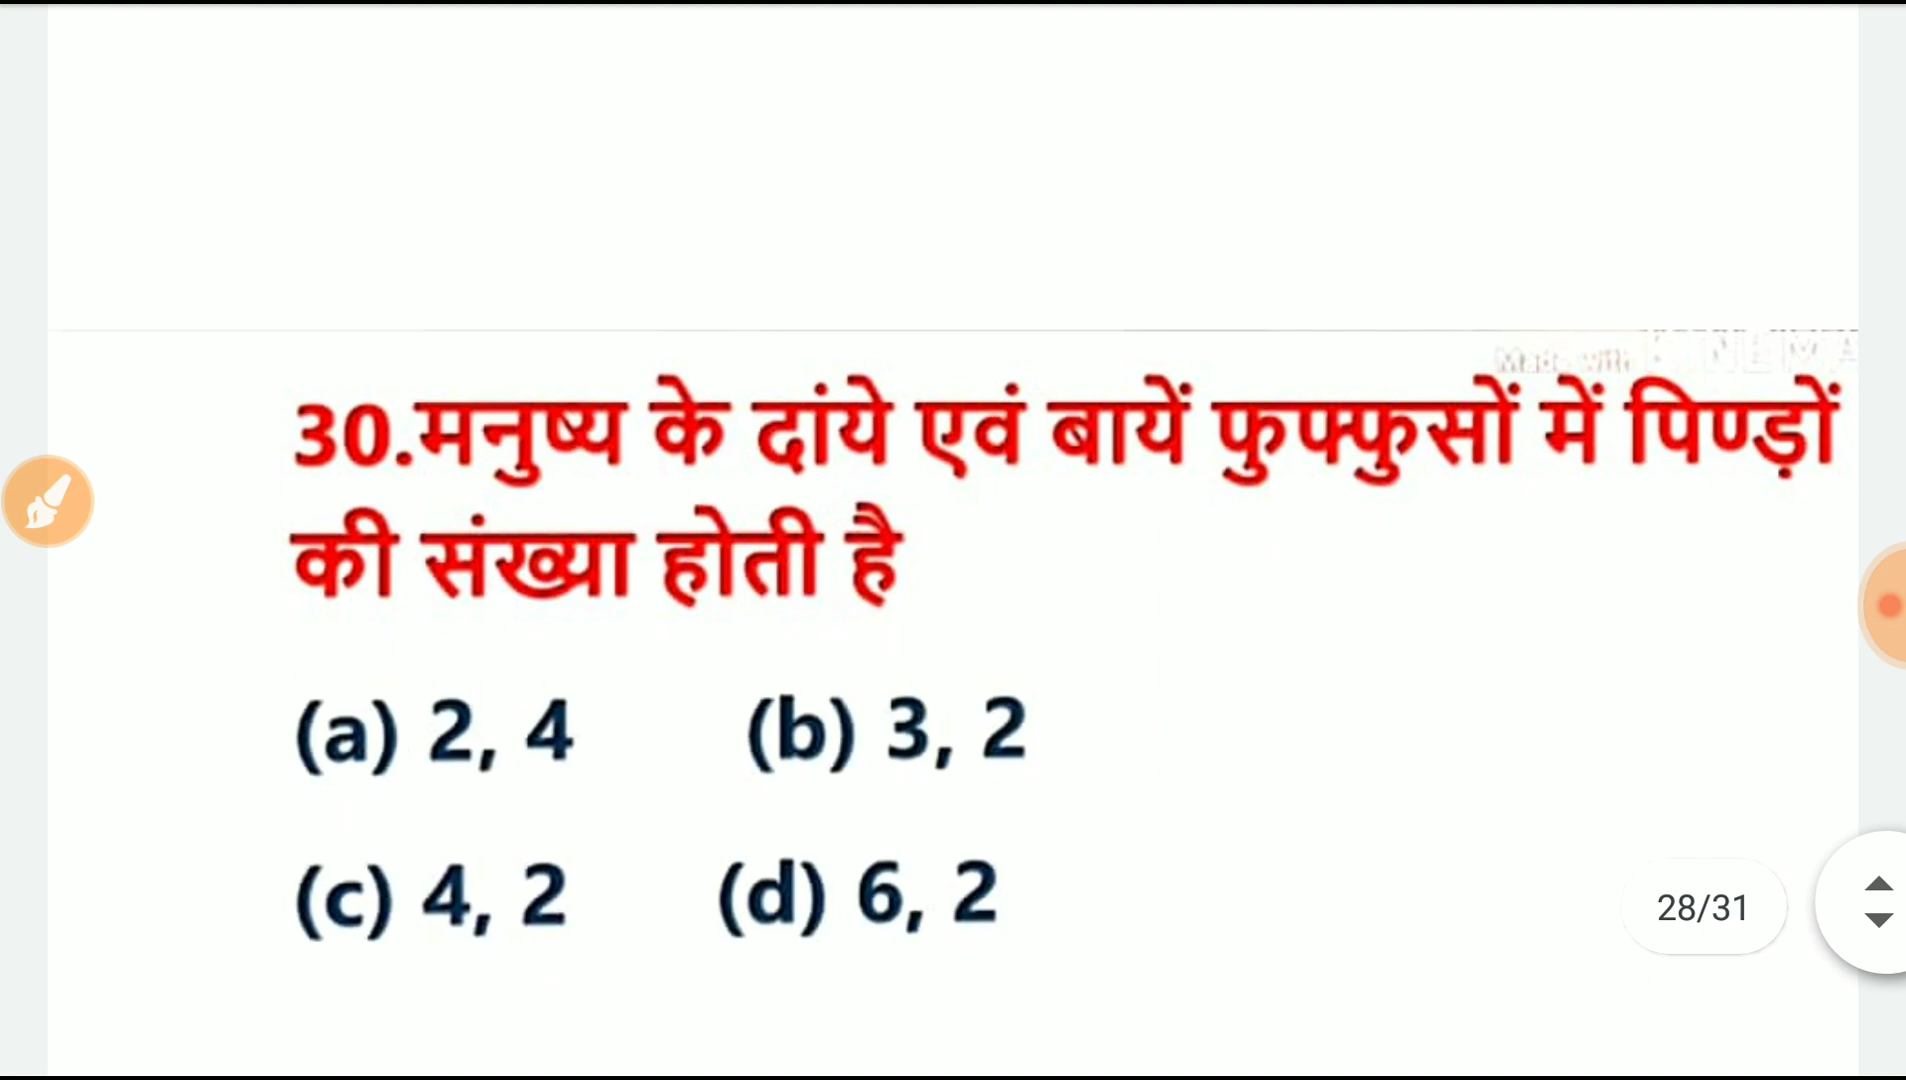 30.मनुष्य के दांये एवं बायें फुफ्फुसों में पिण्ड़ों
की संख्या होती है
(a) 2, 4 (b) 3, 2
(c) 4, 2 (d) 6, 2
28/31